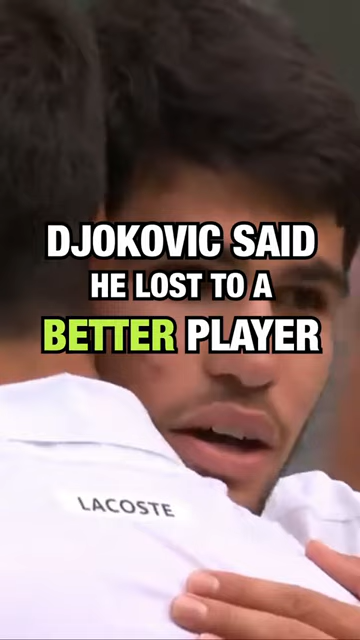 DJOKOVIC SAID
HE LOST TO A
BETTER PLAYER
LACOSTE